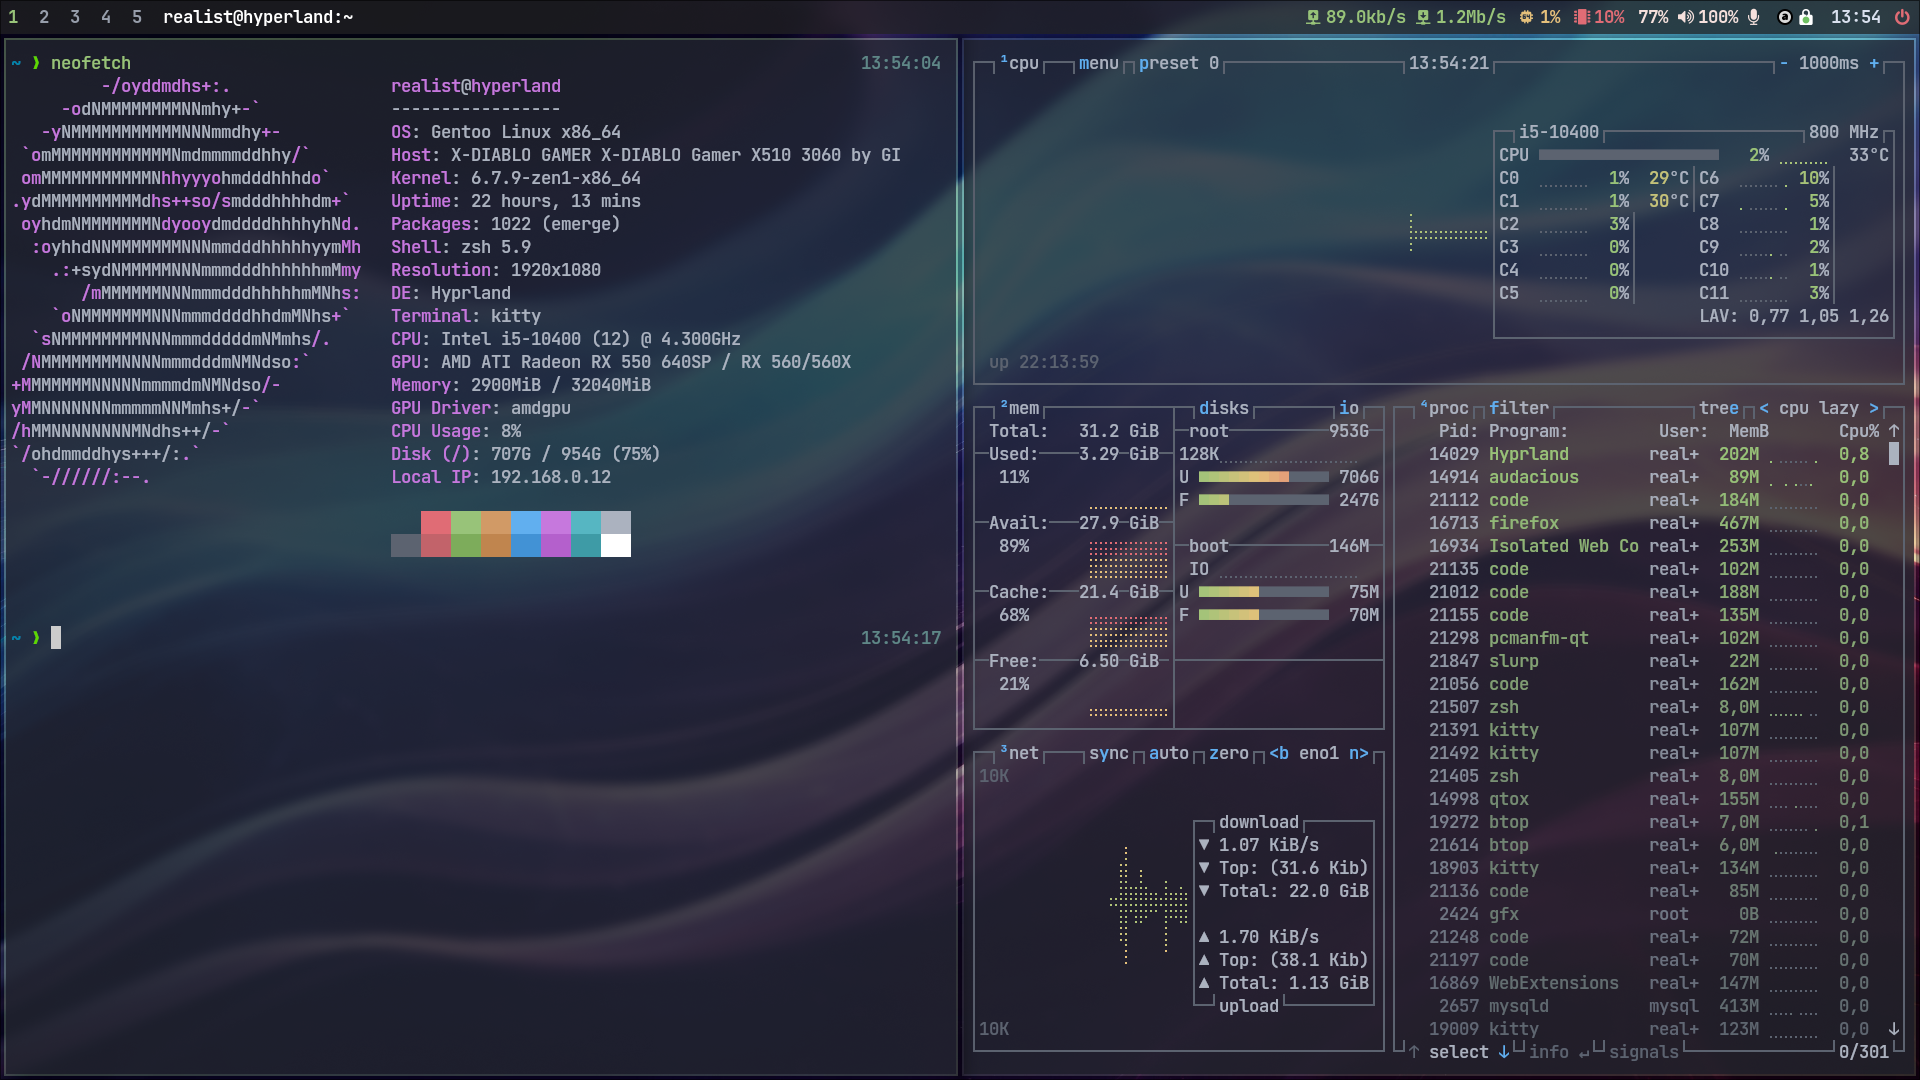 1 2 3 4 5 realist@hyperland:~ 89.0kb/s 1.2Mb/s 1% 10% 77% 100% 13:54
~ ❯ neofetch 13:54:04
-/oyddmdhs+:.
-odNMMMMMMMMNNmhy+-`
-yNMMMMMMMMMMMNNNmmdhy+-
`omMMMMMMMMMMMMNmdmmmmddhhy/`
omMMMMMMMMMMMNhhyyyohmdddhhhdo`
.ydMMMMMMMMMMdhs++so/smdddhhhhdm+`
oyhdmNMMMMMMMNdyooydmddddhhhhyhNd.
:oyhhdNNMMMMMMMNNNmmdddhhhhhyymMh
.:+sydNMMMMMNNNmmmdddhhhhhhmMmy
/mMMMMMMNNNmmmdddhhhhhmMNhs:
`oNMMMMMMMNNNmmmddddhhdmMNhs+`
`sNMMMMMMMMNNNmmmdddddmNMmhs/.
/NMMMMMMMMNNNNmmmdddmNMNdso:`
+MMMMMMMNNNNNmmmmdmNMNdso/-
yMMNNNNNNNmmmmmNNMmhs+/-`
/hMMNNNNNNNNMNdhs++/-`
`/ohdmmddhys+++/:.`
`-//////:--.
realist@hyperland
-----------------
OS: Gentoo Linux x86_64
Host: X-DIABLO GAMER X-DIABLO Gamer X510 3060 by GI
Kernel: 6.7.9-zen1-x86_64
Uptime: 22 hours, 13 mins
Packages: 1022 (emerge)
Shell: zsh 5.9
Resolution: 1920x1080
DE: Hyprland
Terminal: kitty
CPU: Intel i5-10400 (12) @ 4.300GHz
GPU: AMD ATI Radeon RX 550 640SP / RX 560/560X
Memory: 2900MiB / 32040MiB
GPU Driver: amdgpu
CPU Usage: 8%
Disk (/): 707G / 954G (75%)
Local IP: 192.168.0.12
~ ❯ 13:54:17
¹cpu menu preset 0 13:54:21 - 1000ms +
i5-10400 800 MHz
CPU 2% 33°C
C0 1% 29°C C6 10%
C1 1% 30°C C7 5%
C2 3% C8 1%
C3 0% C9 2%
C4 0% C10 1%
C5 0% C11 3%
LAV: 0,77 1,05 1,26
up 22:13:59
²mem disks io
Total: 31.2 GiB
Used: 3.29 GiB
11%
Avail: 27.9 GiB
89%
Cache: 21.4 GiB
68%
Free: 6.50 GiB
21%
root 953G
128K
U 706G
F 247G
boot 146M
IO
U 75M
F 70M
³net sync auto zero <b eno1 n>
10K
download
▼ 1.07 KiB/s
▼ Top: (31.6 Kib)
▼ Total: 22.0 GiB
▲ 1.70 KiB/s
▲ Top: (38.1 Kib)
▲ Total: 1.13 GiB
upload
10K
⁴proc filter tree < cpu lazy >
Pid: Program: User: MemB Cpu% ↑
14029 Hyprland real+ 202M 0,8
14914 audacious real+ 89M 0,0
21112 code real+ 184M 0,0
16713 firefox real+ 467M 0,0
16934 Isolated Web Co real+ 253M 0,0
21135 code real+ 102M 0,0
21012 code real+ 188M 0,0
21155 code real+ 135M 0,0
21298 pcmanfm-qt real+ 102M 0,0
21847 slurp real+ 22M 0,0
21056 code real+ 162M 0,0
21507 zsh real+ 8,0M 0,0
21391 kitty real+ 107M 0,0
21492 kitty real+ 107M 0,0
21405 zsh real+ 8,0M 0,0
14998 qtox real+ 155M 0,0
19272 btop real+ 7,0M 0,1
21614 btop real+ 6,0M 0,0
18903 kitty real+ 134M 0,0
21136 code real+ 85M 0,0
2424 gfx root 0B 0,0
21248 code real+ 72M 0,0
21197 code real+ 70M 0,0
16869 WebExtensions real+ 147M 0,0
2657 mysqld mysql 413M 0,0
19009 kitty real+ 123M 0,0 ↓
↑ select ↓ info ↵ signals 0/301